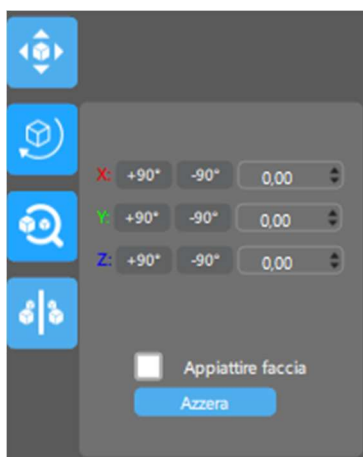 X: +90° -90° 0,00
Y: +90° -90° 0,00
Z: +90° -90° 0,00
Appiattire faccia
Azzera